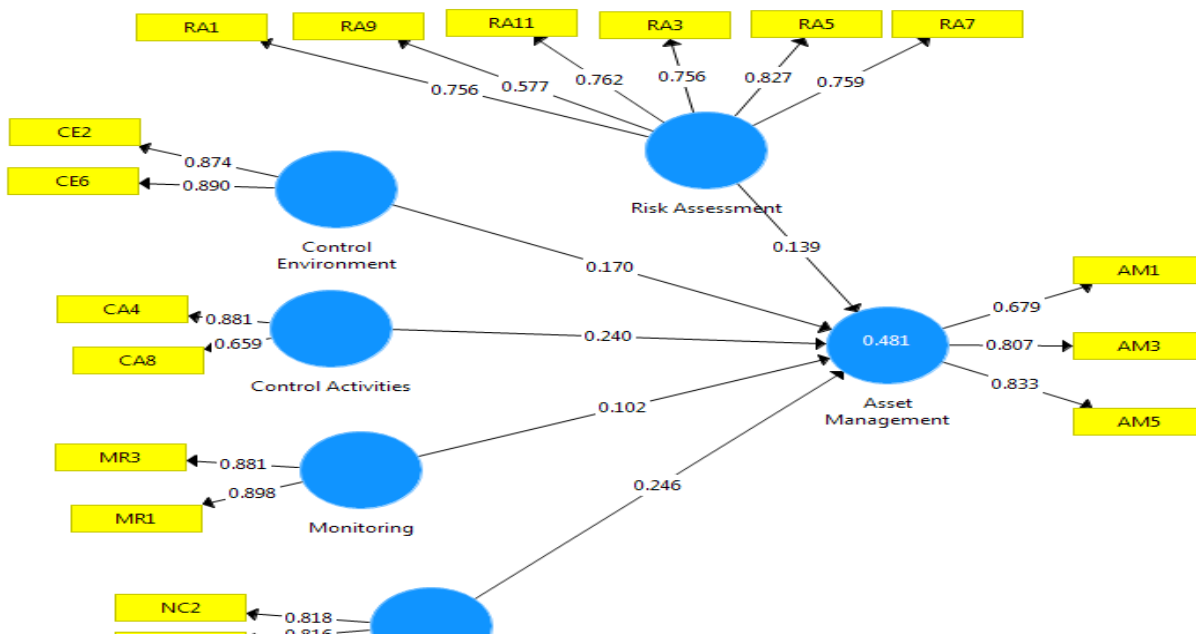 RA1
RA9
RA11
RA3
RA5
RA7
0.756
0.577
0.762
0.756
0.827
0.759
CE2
CE6
0.874
0.890
Control
Environment
Risk Assessment
0.139
0.170
CA4
CA8
0.881
0.659
Control Activities
0.240
0.481
Asset
Management
0.679
0.807
0.833
AM1
AM3
AM5
MR3
MR1
0.881
0.898
Monitoring
0.102
0.246
NC2
0.818
0.816